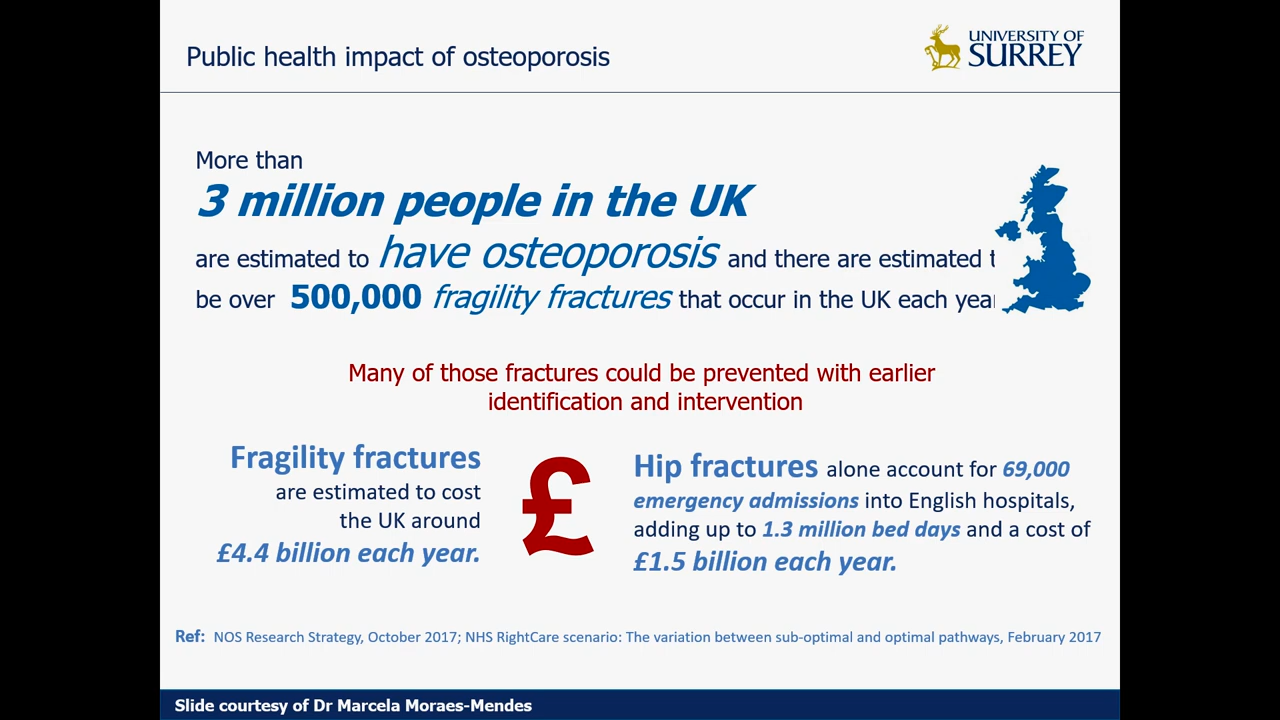 Public health impact of osteoporosis
UNIVERSITY OF
SURREY
More than
3 million people in the UK
are estimated to have osteoporosis and there are estimated t
be over 500,000 fragility fractures that occur in the UK each year
Many of those fractures could be prevented with earlier
identification and intervention
Fragility fractures
are estimated to cost
the UK around
£4.4 billion each year.
£
Hip fractures alone account for 69,000
emergency admissions into English hospitals,
adding up to 1.3 million bed days and a cost of
£1.5 billion each year.
Ref: NOS Research Strategy, October 2017; NHS RightCare scenario: The variation between sub-optimal and optimal pathways, February 2017
Slide courtesy of Dr Marcela Moraes-Mendes